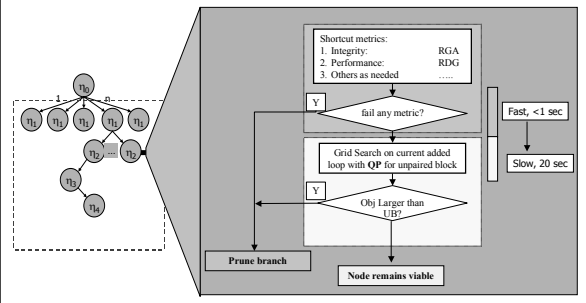 η0
1
n
η1
η1
η1
η1
η1
η2
...
η2
η3
η4
Shortcut metrics:
1. Integrity: RGA
2. Performance: RDG
3. Others as needed …..
Y
fail any metric?
Fast, <1 sec
Grid Search on current added
loop with QP for unpaired block
Slow, 20 sec
Y
Obj Larger than
UB?
Prune branch
Node remains viable